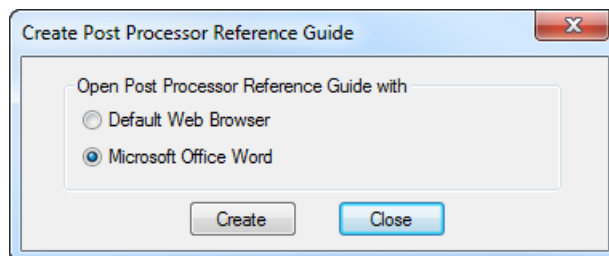 Create Post Processor Reference Guide
Open Post Processor Reference Guide with
Default Web Browser
Microsoft Office Word
Create Close